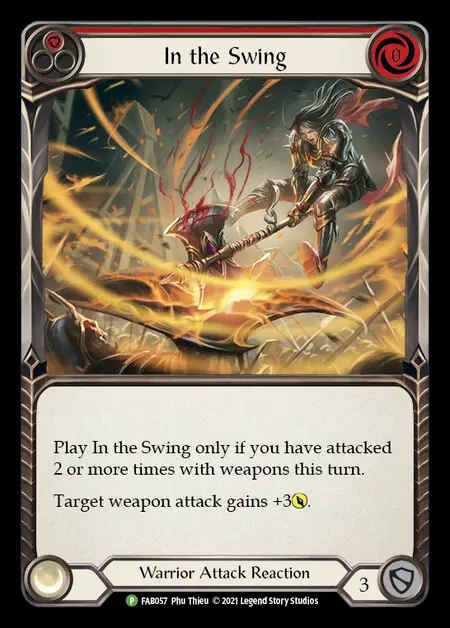 In the Swing
0
Play In the Swing only if you have attacked
2 or more times with weapons this turn.
Target weapon attack gains +3.
Warrior Attack Reaction
3
P FAB057 Phu Thieu © 2021 Legend Story Studios